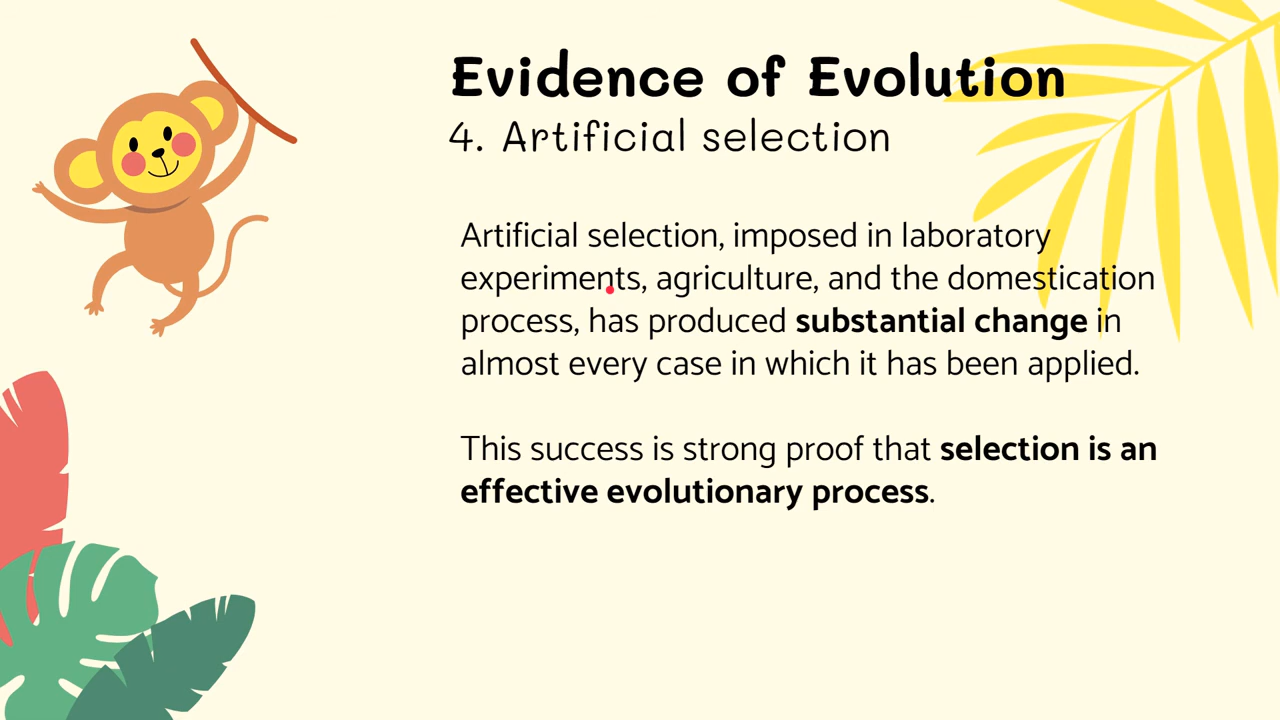 Evidence of Evolution
4. Artificial selection
Artificial selection, imposed in laboratory
experiments, agriculture, and the domestication
process, has produced substantial change in
almost every case in which it has been applied.
This success is strong proof that selection is an
effective evolutionary process.